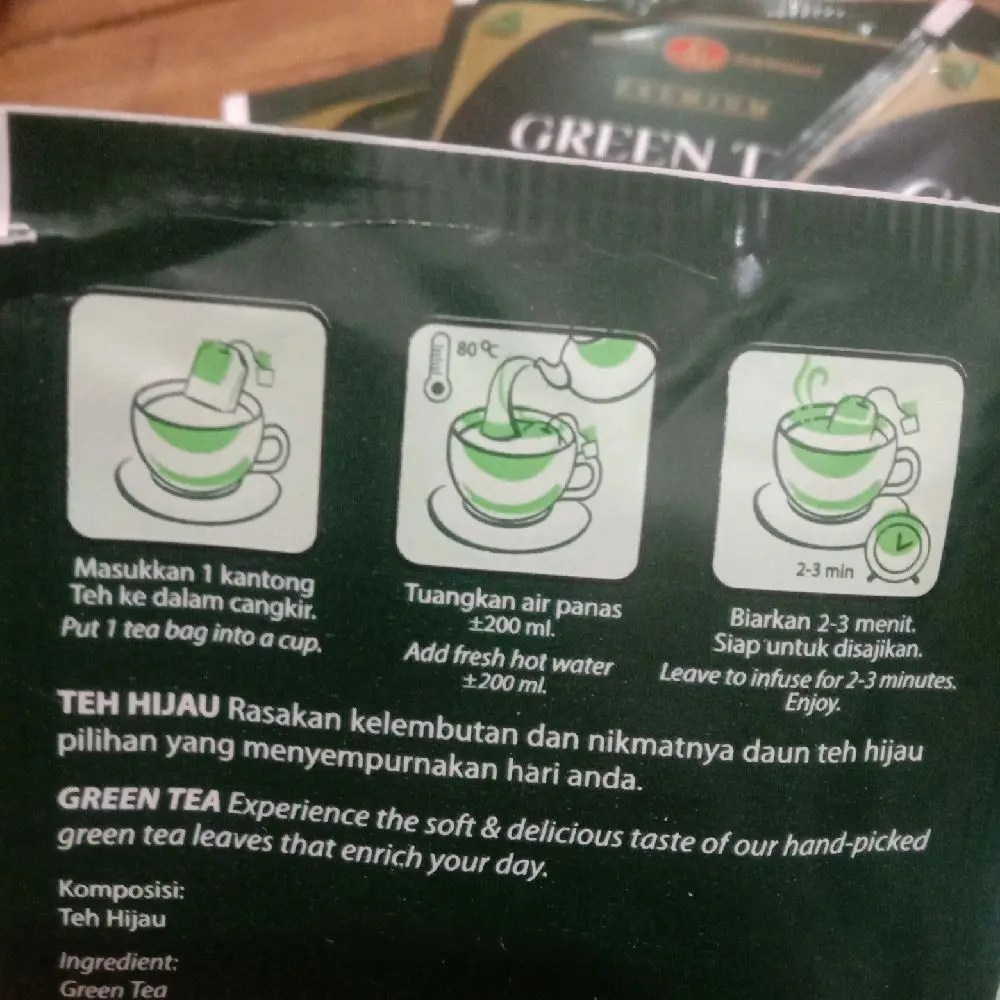 PREMIUM
GREEN T
80 °C
2-3 min
Masukkan 1 kantong
Teh ke dalam cangkir.
Put 1 tea bag into a cup.
Tuangkan air panas
±200 ml.
Add fresh hot water
±200 ml.
Biarkan 2-3 menit.
Siap untuk disajikan.
Leave to infuse for 2-3 minutes.
Enjoy.
TEH HIJAU Rasakan kelembutan dan nikmatnya daun teh hijau
pilihan yang menyempurnakan hari anda.
GREEN TEA Experience the soft & delicious taste of our hand-picked
green tea leaves that enrich your day.
Komposisi:
Teh Hijau
Ingredient:
Green Tea